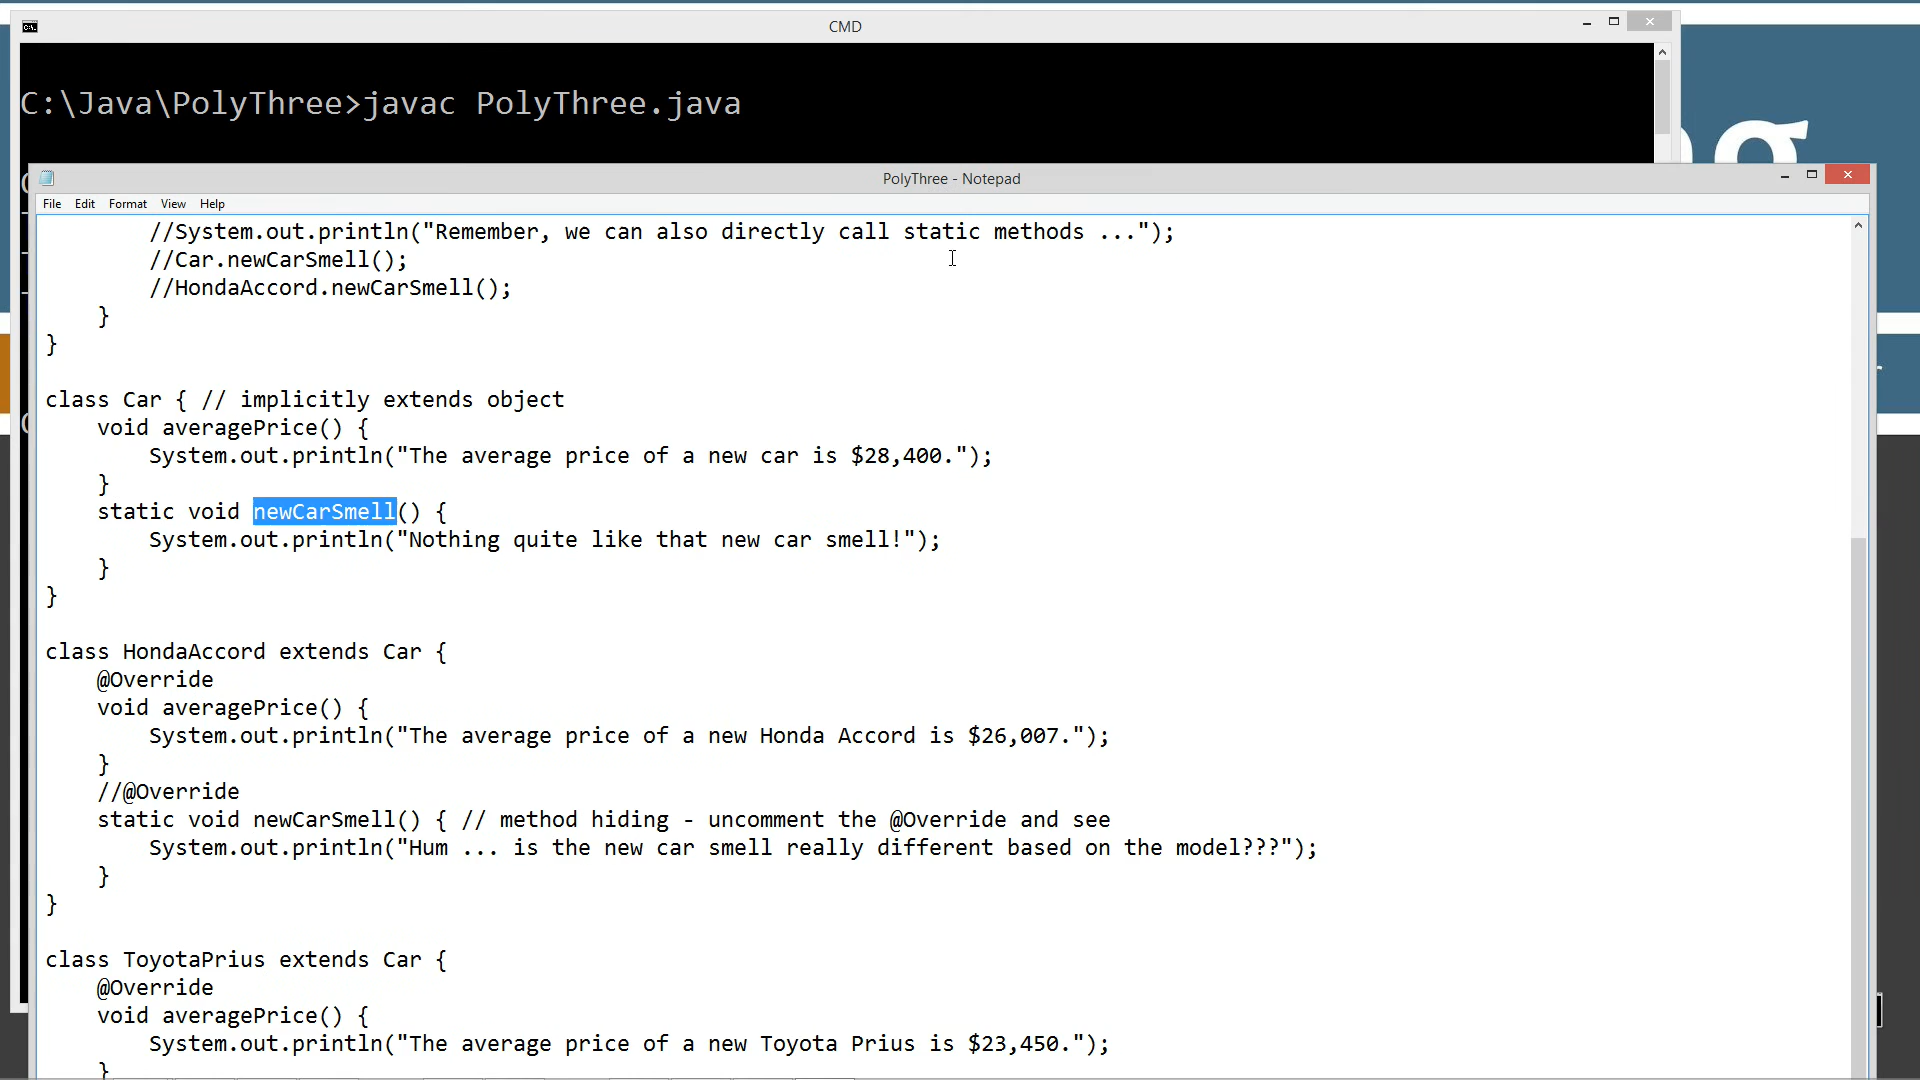 CMD
C:\Java\PolyThree>javac PolyThree.java
PolyThree - Notepad
File Edit Format View Help
//System.out.println("Remember, we can also directly call static methods ...");
//Car.newCarSmell();
//HondaAccord.newCarSmell();
}
}
class Car { // implicitly extends object
void averagePrice() {
System.out.println("The average price of a new car is $28,400.");
}
static void newCarSmell() {
System.out.println("Nothing quite like that new car smell!");
}
}
class HondaAccord extends Car {
@Override
void averagePrice() {
System.out.println("The average price of a new Honda Accord is $26,007.");
}
//@Override
static void newCarSmell() { // method hiding - uncomment the @Override and see
System.out.println("Hum ... is the new car smell really different based on the model???");
}
}
class ToyotaPrius extends Car {
@Override
void averagePrice() {
System.out.println("The average price of a new Toyota Prius is $23,450.");
}